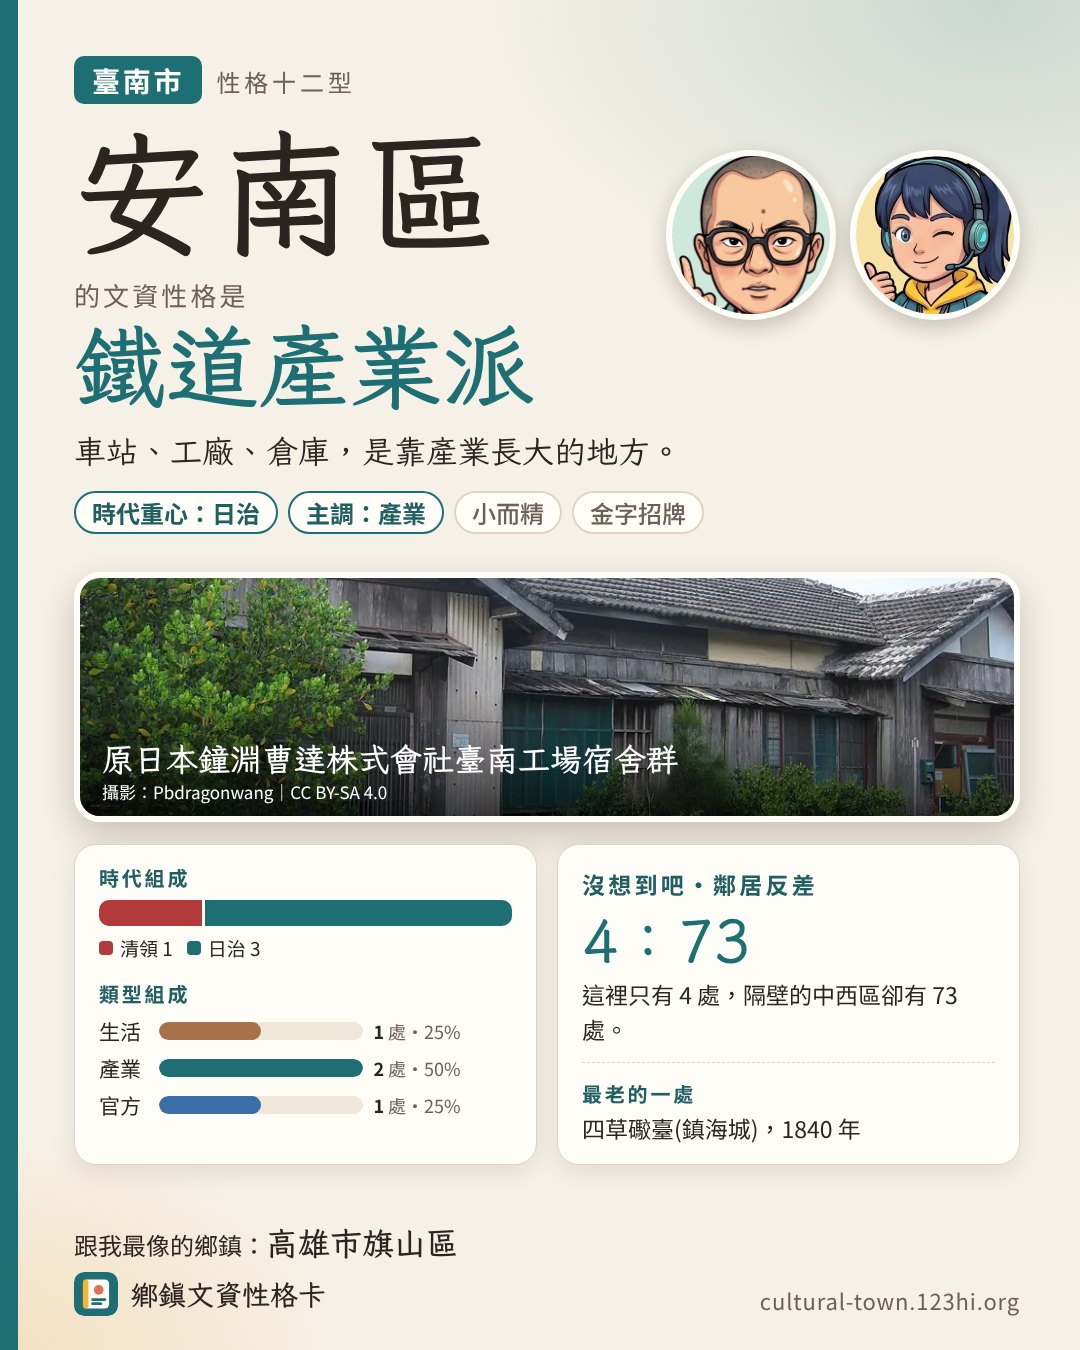 臺南市 性格十二型
安南區
的文資性格是
鐵道產業派
車站、工廠、倉庫，是靠產業長大的地方。
時代重心：日治 主調：產業 小而精 金字招牌
原日本鐘淵曹達株式會社臺南工場宿舍群
攝影：Pbdragonwang｜CC BY-SA 4.0
時代組成
清領 1 日治 3
類型組成
生活 1 處・25%
產業 2 處・50%
官方 1 處・25%
沒想到吧・鄰居反差
4：73
這裡只有 4 處，隔壁的中西區卻有 73
處。
最老的一處
四草礮臺(鎮海城)，1840 年
跟我最像的鄉鎮：高雄市旗山區
鄉鎮文資性格卡
cultural-town.123hi.org